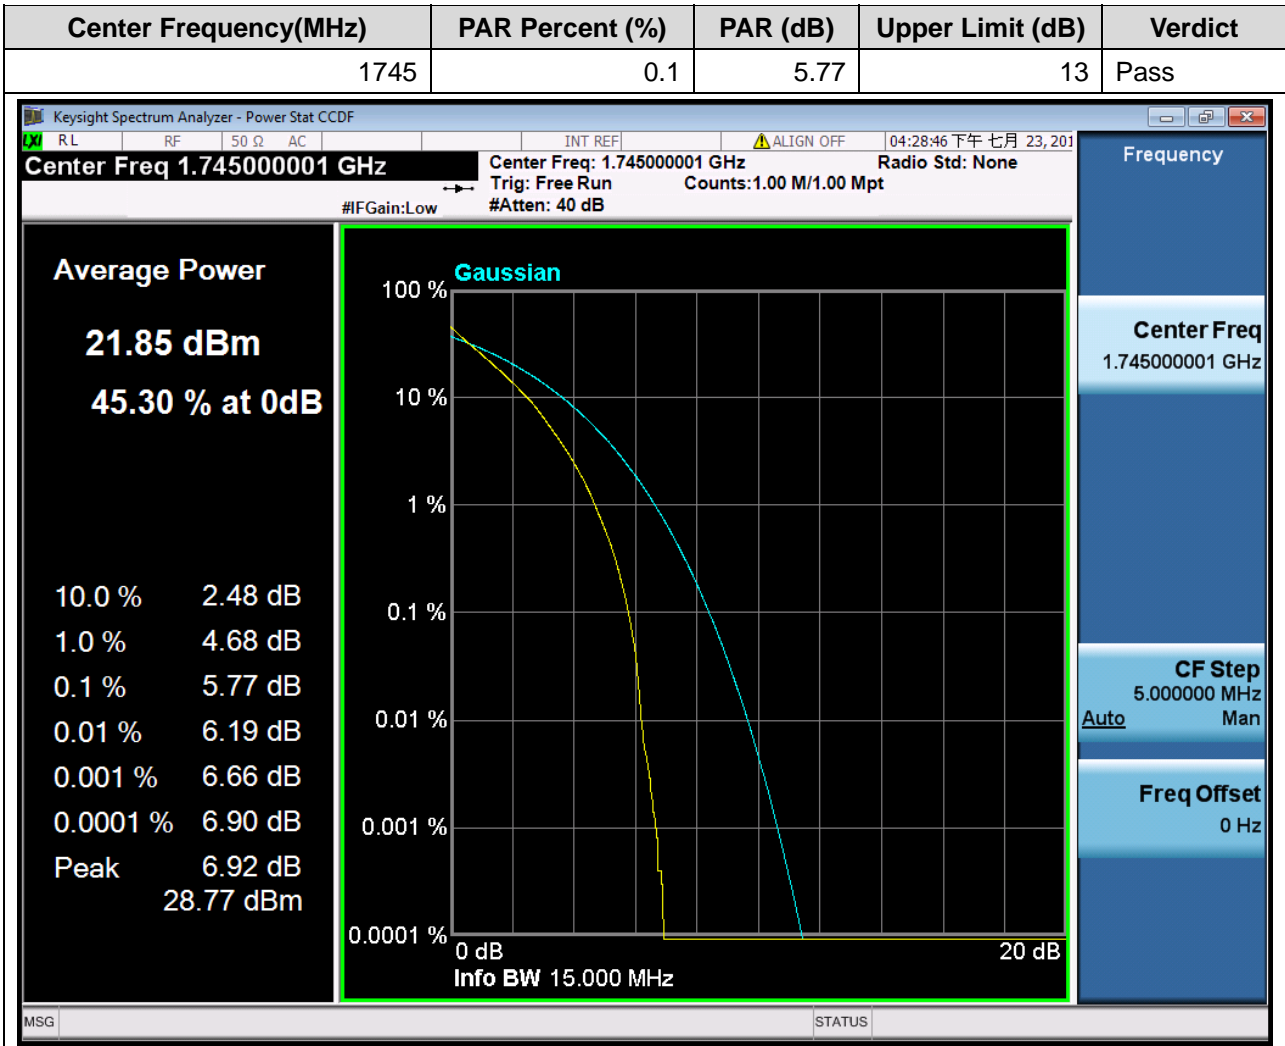 Center Frequency(MHz) PAR Percent (%) PAR (dB) Upper Limit (dB) Verdict
1745 0.1 5.77 13 Pass
Keysight Spectrum Analyzer - Power Stat CCDF
LXI RL RF 50 Ω AC INT REF ALIGN OFF 04:28:46 下午 七月 23, 201
Center Freq 1.745000001 GHz
Center Freq: 1.745000001 GHz Radio Std: None
Trig: Free Run Counts:1.00 M/1.00 Mpt
#IFGain:Low #Atten: 40 dB
Average Power
21.85 dBm
45.30 % at 0dB
10.0 % 2.48 dB
1.0 % 4.68 dB
0.1 % 5.77 dB
0.01 % 6.19 dB
0.001 % 6.66 dB
0.0001 % 6.90 dB
Peak 6.92 dB
28.77 dBm
Gaussian
100 %
10 %
1 %
0.1 %
0.01 %
0.001 %
0.0001 %
0 dB 20 dB
Info BW 15.000 MHz
Frequency
Center Freq
1.745000001 GHz
CF Step
5.000000 MHz
Auto Man
Freq Offset
0 Hz
MSG STATUS